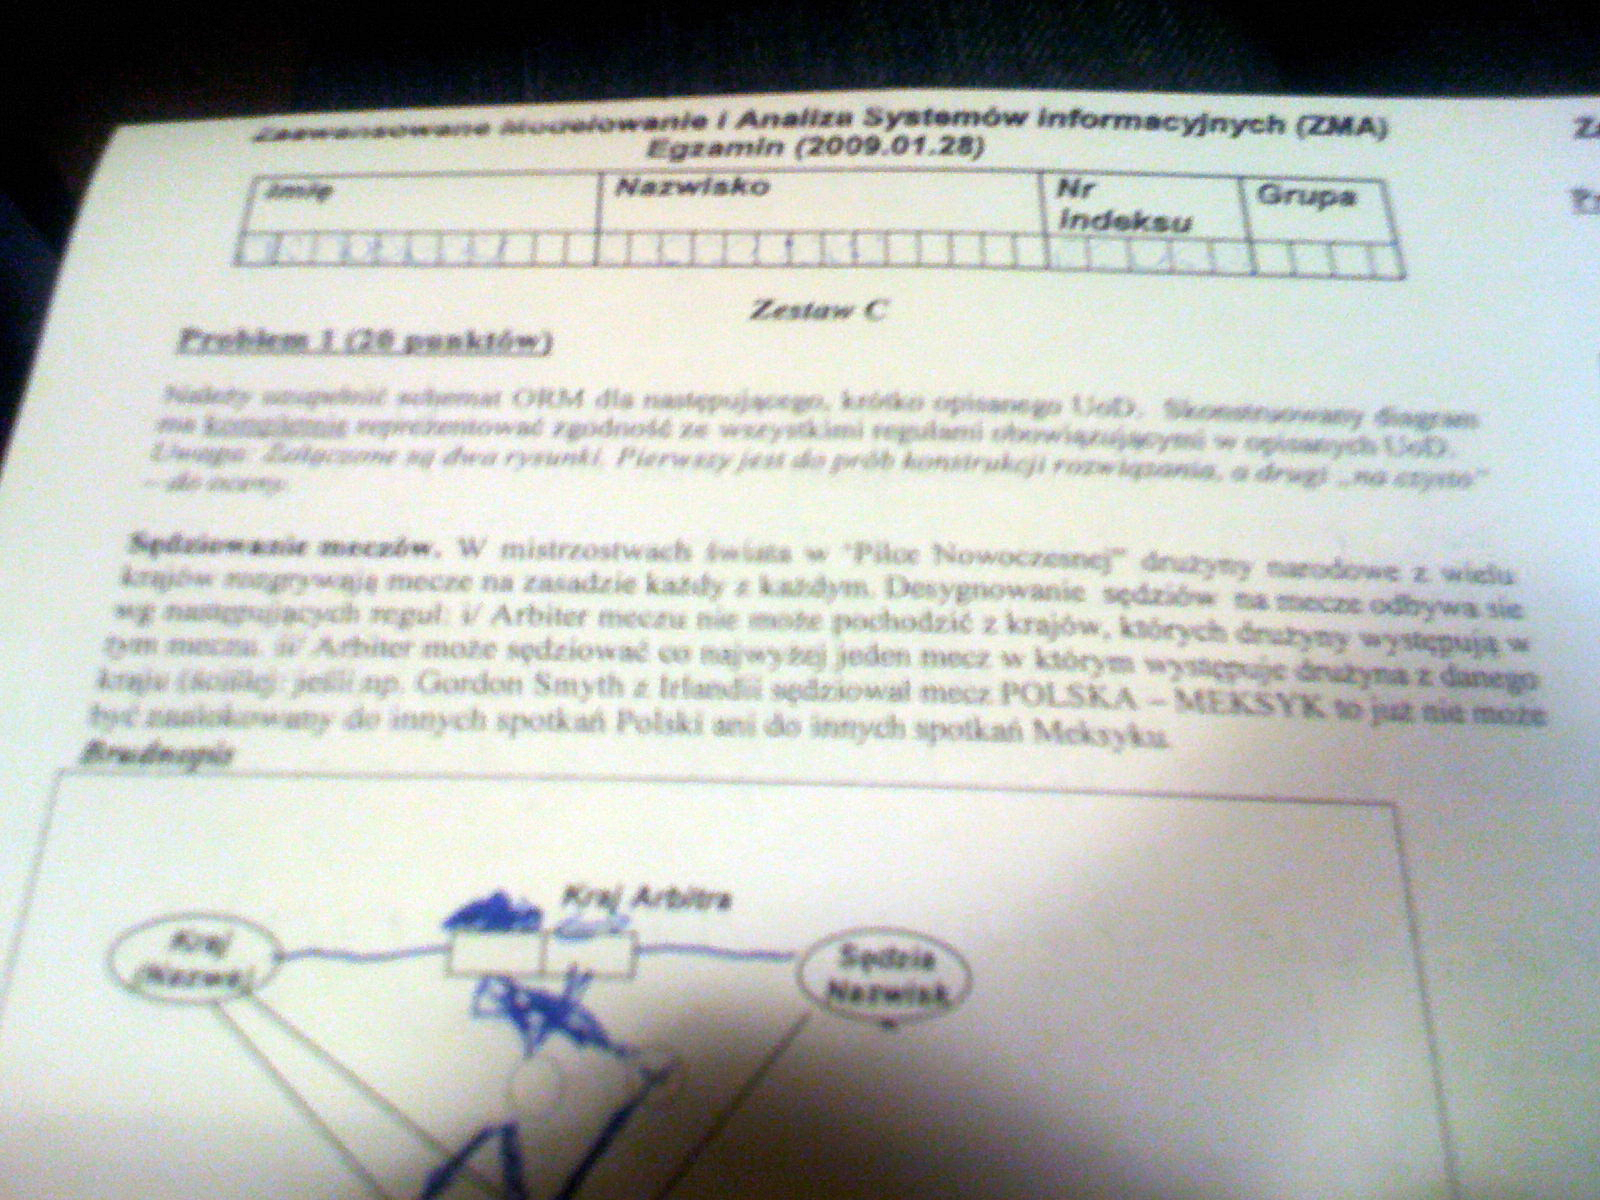 Zaawansowane Modelowanie i Analiza Systemów Informacyjnych (ZMA)
Egzamin (2009.01.28)
Imię Nazwisko Nr indeksu Grupa
Zestaw C
Problem 1 (20 punktów)
Należy uzupełnić schemat ORM dla następującego, krótko opisanego UoD. Skonstruowany diagram
ma kompletnie reprezentować zgodność ze wszystkimi regułami obowiązującymi w opisanych UoD.
Uwaga: Załączone są dwa rysunki. Pierwszy jest do prób konstrukcji rozwiązania, a drugi „na czysto”
– do oceny.
Sędziowanie meczów. W mistrzostwach świata w "Piłce Nowoczesnej" drużyny narodowe z wielu
krajów rozgrywają mecze na zasadzie każdy z każdym. Desygnowanie sędziów na mecze odbywa sie
wg następujących reguł: i/ Arbiter meczu nie może pochodzić z krajów, których drużyny występują w
tym meczu. ii/ Arbiter może sędziować co najwyżej jeden mecz w którym występuje drużyna z danego
kraju (ściślej: jeśli np. Gordon Smyth z Irlandii sędziował mecz POLSKA – MEKSYK to już nie może
być zaalokowany do innych spotkań Polski ani do innych spotkań Meksyku.
Brudnopis
Kraj Arbitra
Kraj
(Nazwa)
Sędzia
Nazwisk